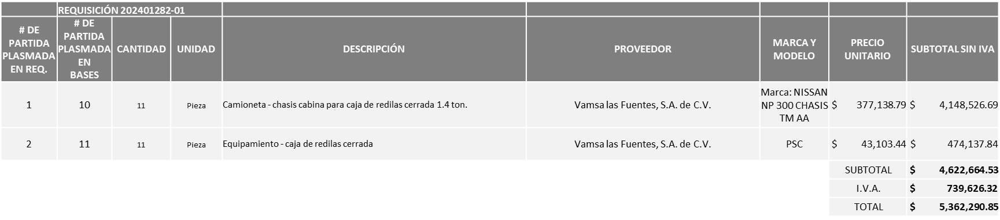 REQUISICIÓN 202401282-01
# DE PARTIDA PLASMADA EN REQ. # DE PARTIDA PLASMADA EN BASES CANTIDAD UNIDAD DESCRIPCIÓN PROVEEDOR MARCA Y MODELO PRECIO UNITARIO SUBTOTAL SIN IVA
1 10 11 Pieza Camioneta - chasis cabina para caja de redilas cerrada 1.4 ton. Vamsa las Fuentes, S.A. de C.V. Marca: NISSAN NP 300 CHASIS TM AA $ 377,138.79 $ 4,148,526.69
2 11 11 Pieza Equipamiento - caja de redilas cerrada Vamsa las Fuentes, S.A. de C.V. PSC $ 43,103.44 $ 474,137.84
SUBTOTAL $ 4,622,664.53
I.V.A. $ 739,626.32
TOTAL $ 5,362,290.85